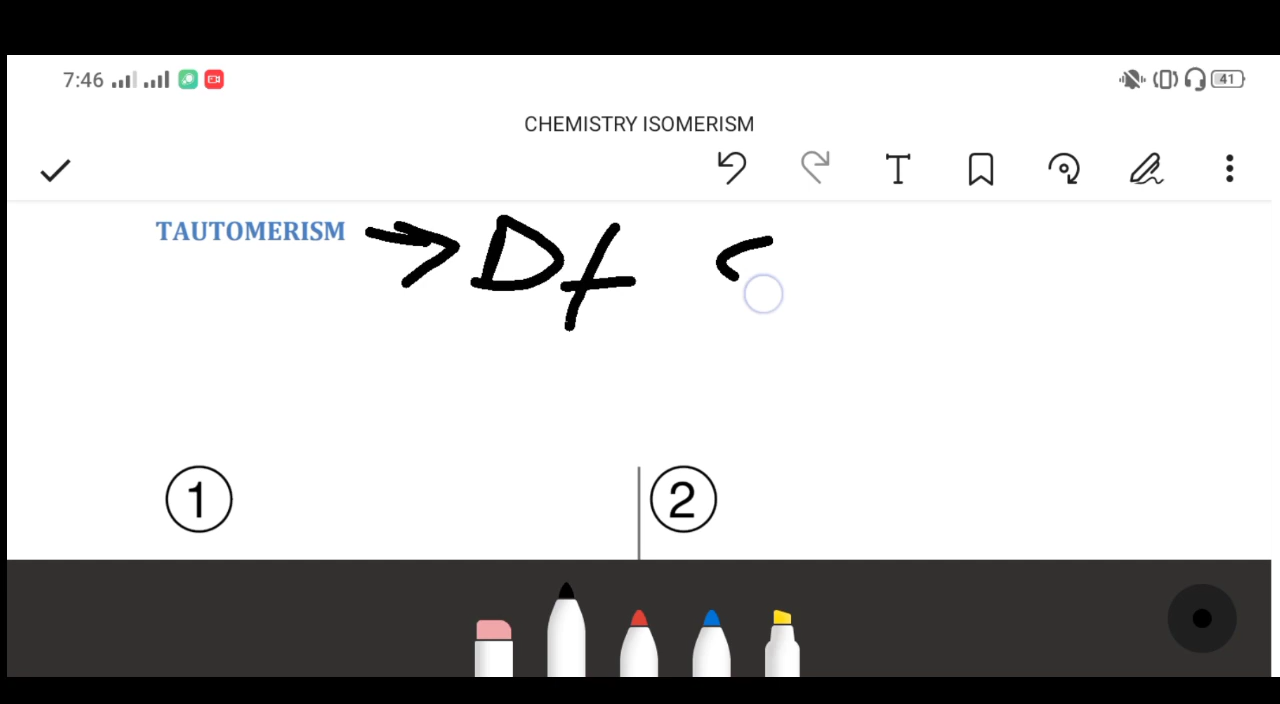 7:46 41
CHEMISTRY ISOMERISM
T
TAUTOMERISM → Df
1 2